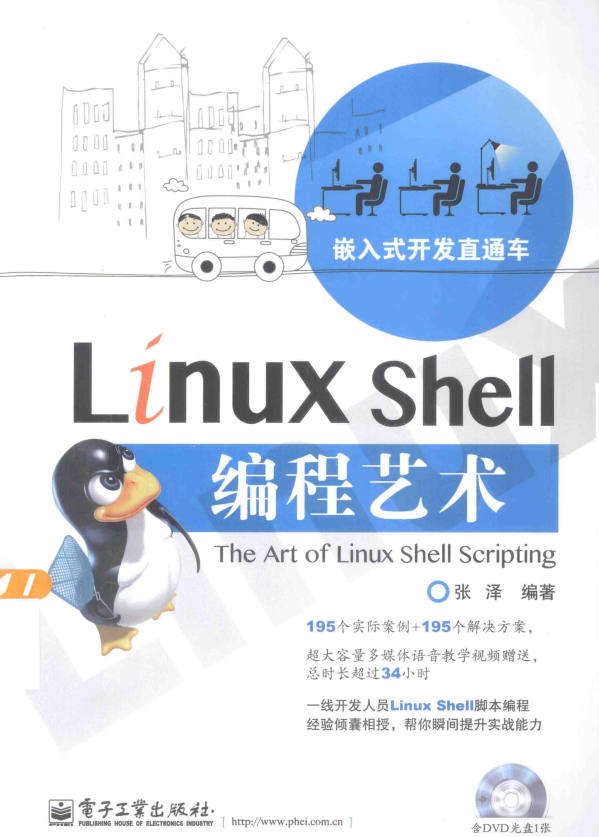 嵌入式开发直通车
Linux Shell
编程艺术
The Art of Linux Shell Scripting
张 泽 编著
195个实际案例+195个解决方案，
超大容量多媒体语音教学视频赠送，
总时长超过34小时
一线开发人员Linux Shell脚本编程
经验倾囊相授，帮你瞬间提升实战能力
電子工業出版社
PUBLISHING HOUSE OF ELECTRONICS INDUSTRY
[ http://www.phei.com.cn ]
含DVD光盘1张
LINUX